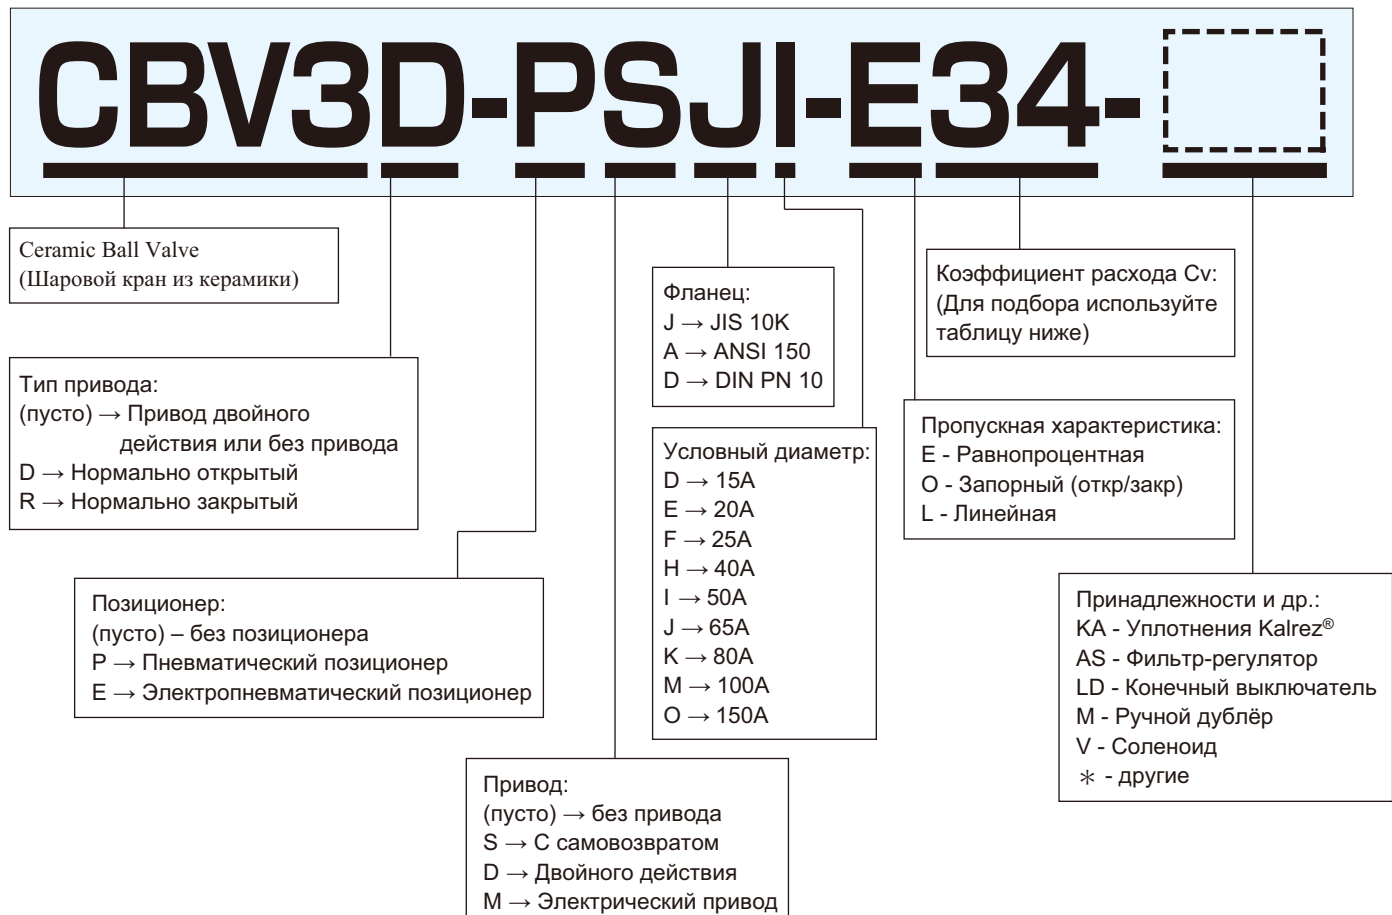 CBV3D-PSJI-E34-
Ceramic Ball Valve
(Шаровой кран из керамики)
Тип привода:
(пусто) → Привод двойного
действия или без привода
D → Нормально открытый
R → Нормально закрытый
Позиционер:
(пусто) – без позиционера
P → Пневматический позиционер
E → Электропневматический позиционер
Привод:
(пусто) → без привода
S → С самовозвратом
D → Двойного действия
M → Электрический привод
Фланец:
J → JIS 10K
A → ANSI 150
D → DIN PN 10
Условный диаметр:
D → 15A
E → 20A
F → 25A
H → 40A
I → 50A
J → 65A
K → 80A
M → 100A
O → 150A
Коэффициент расхода Cv:
(Для подбора используйте
таблицу ниже)
Пропускная характеристика:
E - Равнопроцентная
O - Запорный (откр/закр)
L - Линейная
Принадлежности и др.:
KA - Уплотнения Kalrez®
AS - Фильтр-регулятор
LD - Конечный выключатель
M - Ручной дублёр
V - Соленоид
＊ - другие